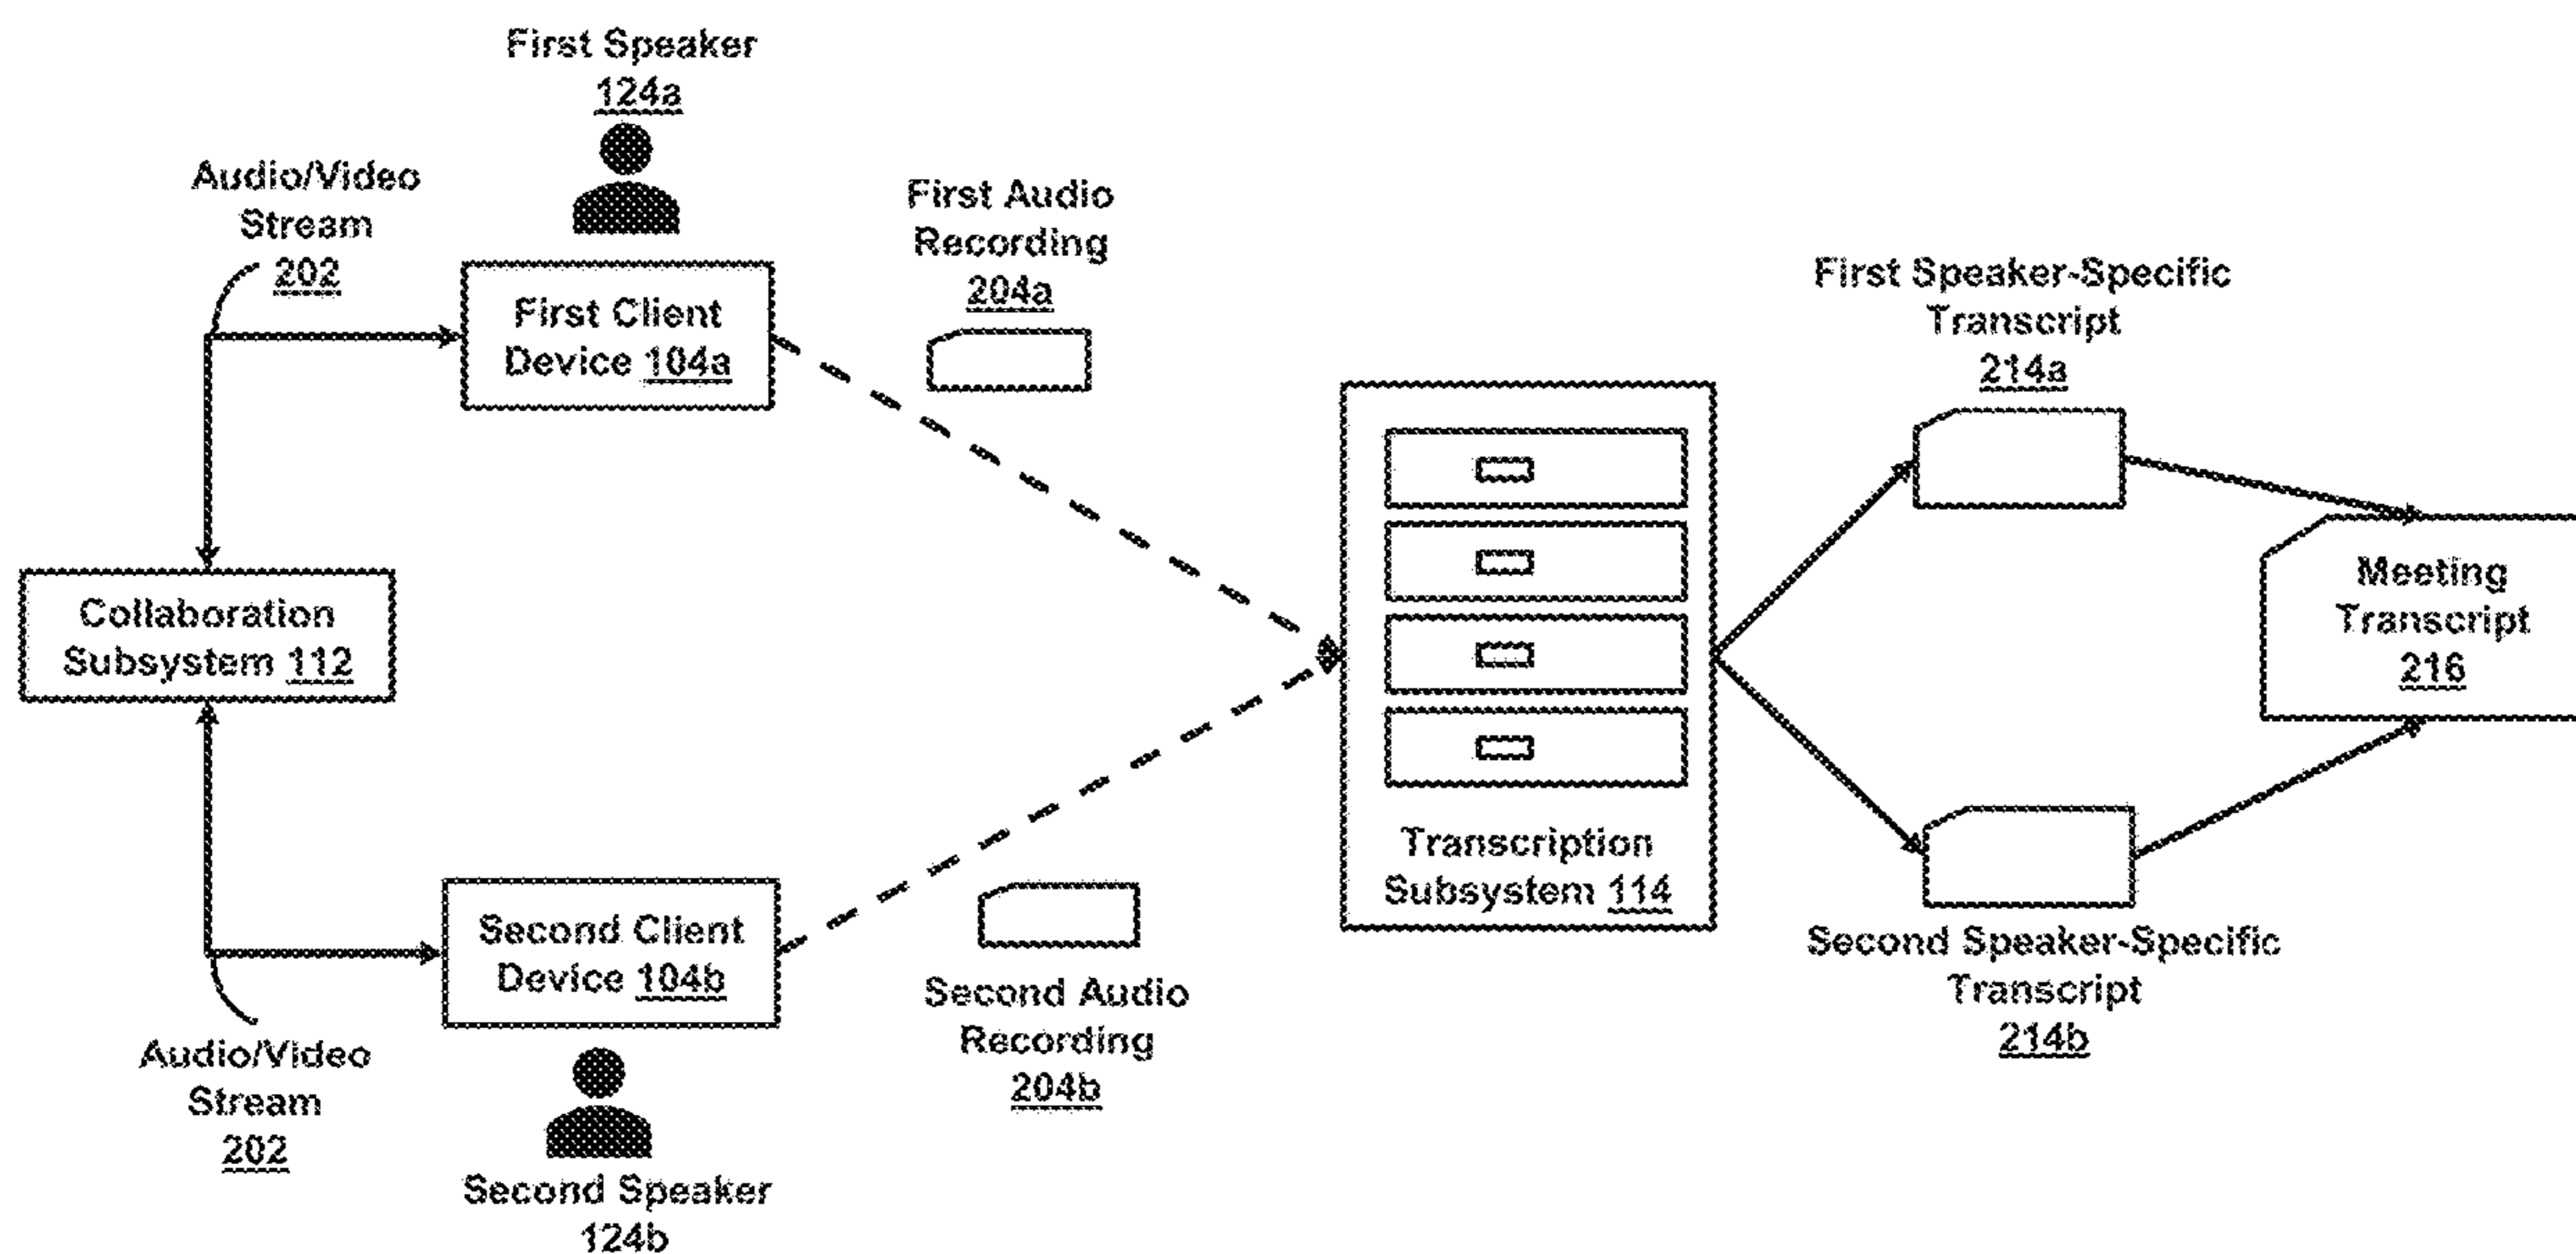 First Speaker
124a
Audio/Video
Stream
202
First Client
Device 104a
First Audio
Recording
204a
First Speaker-Specific
Transcript
214a
Collaboration
Subsystem 112
Transcription
Subsystem 114
Meeting
Transcript
216
Second Client
Device 104b
Second Audio
Recording
204b
Second Speaker-Specific
Transcript
214b
Audio/Video
Stream
202
Second Speaker
124b